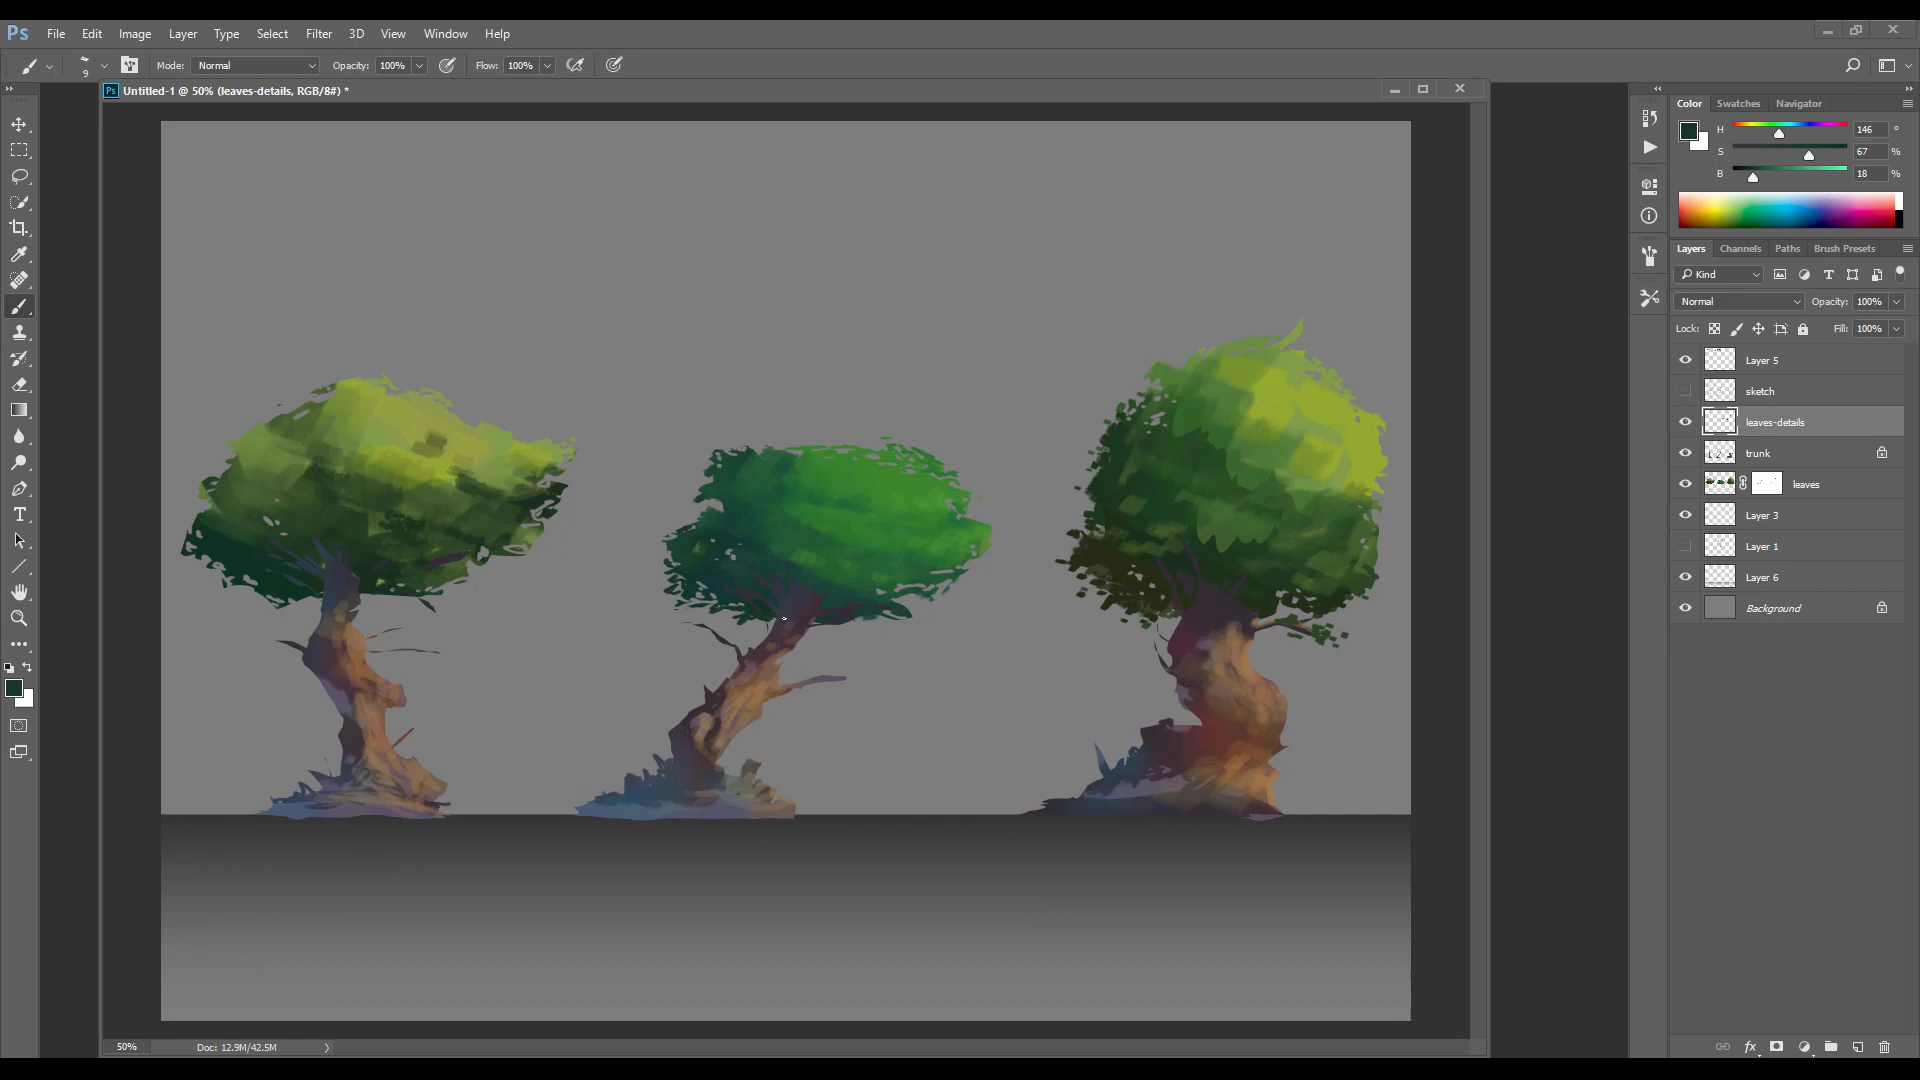 Ps File Edit Image Layer Type Select Filter 3D View Window Help
9 Mode: Normal Opacity: 100% Flow: 100%
Ps Untitled-1 @ 50% (leaves-details, RGB/8#) *
Color Swatches Navigator
H 146 °
S 67 %
B 18 %
Layers Channels Paths Brush Presets
Kind
Normal Opacity: 100%
Lock: Fill: 100%
Layer 5
sketch
leaves-details
trunk
leaves
Layer 3
Layer 1
Layer 6
Background
50% Doc: 12.9M/42.5M
fx